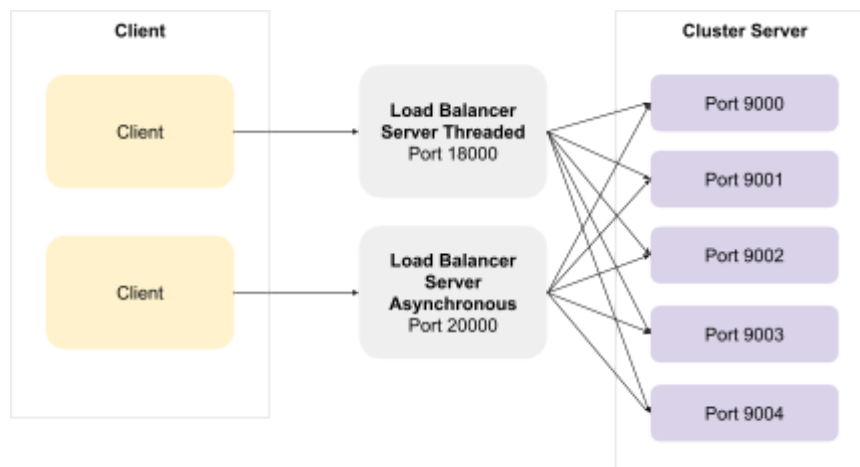 Client
Client
Client
Load Balancer
Server Threaded
Port 18000
Load Balancer
Server
Asynchronous
Port 20000
Cluster Server
Port 9000
Port 9001
Port 9002
Port 9003
Port 9004